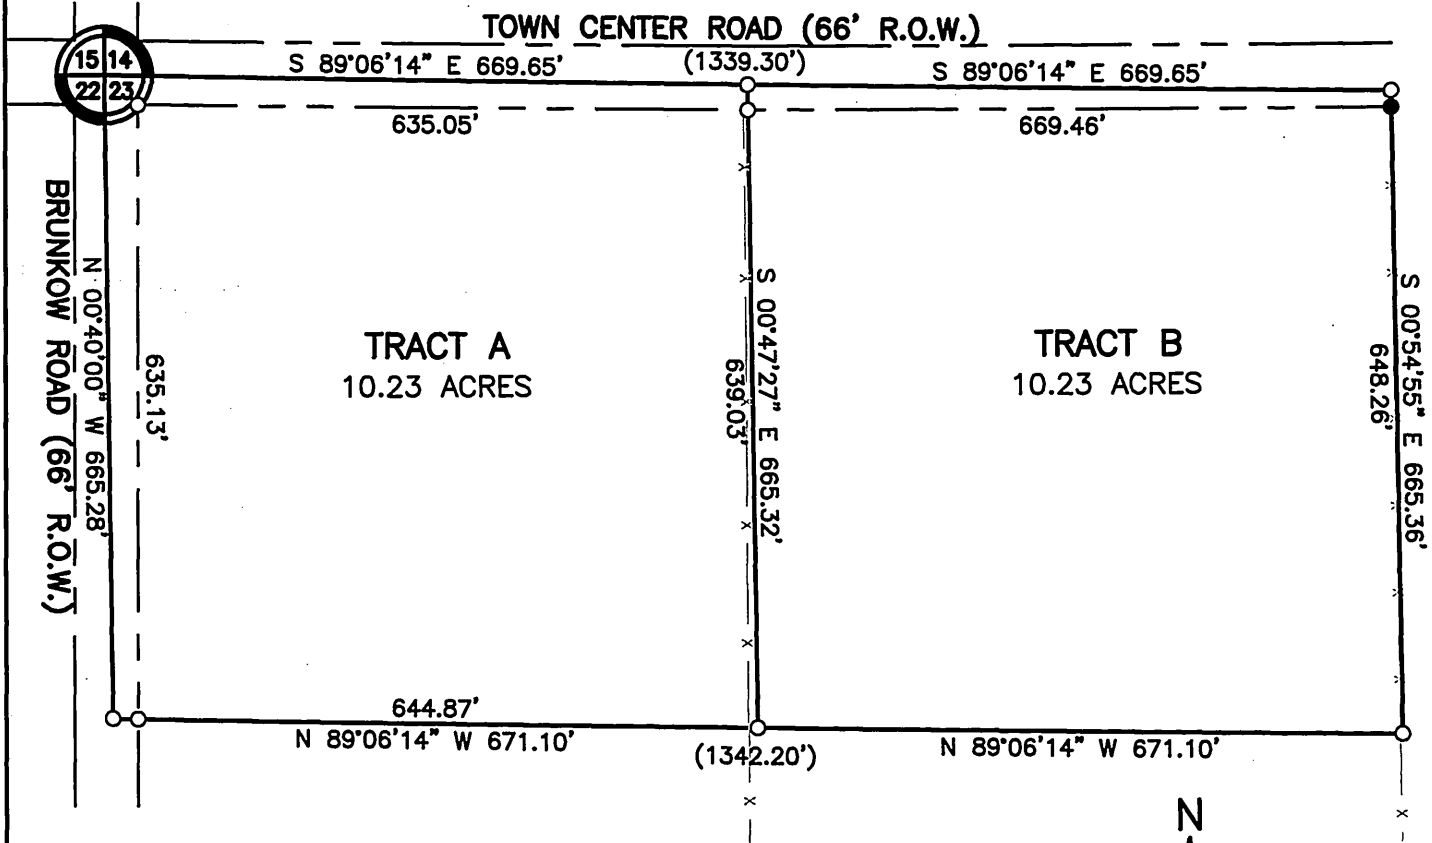 TOWN CENTER ROAD (66' R.O.W.)
15 14
22 23
S 89°06'14" E 669.65'
(1339.30')
S 89°06'14" E 669.65'
635.05'
669.46'
BRUNKOW ROAD (66' R.O.W.)
N 00°40'00" W 665.28'
635.13'
TRACT A
10.23 ACRES
S 00°47'27" E 665.32'
639.03'
TRACT B
10.23 ACRES
S 00°54'55" E 665.36'
648.26'
644.87'
N 89°06'14" W 671.10'
(1342.20')
N 89°06'14" W 671.10'
N